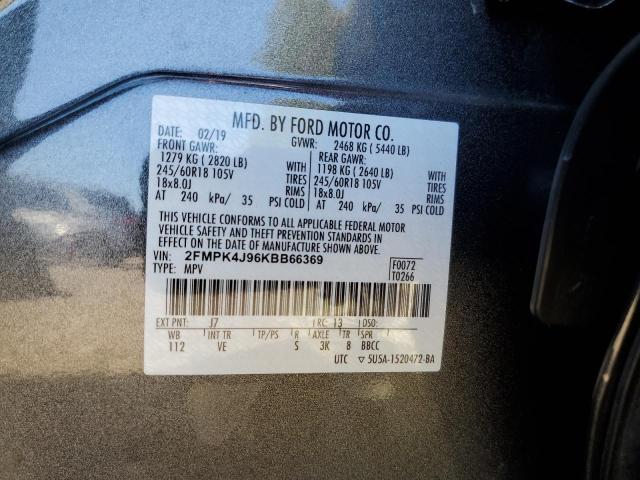 MFD. BY FORD MOTOR CO.
DATE: 02/19 GVWR: 2468 KG ( 5440 LB)
FRONT GAWR: REAR GAWR:
1279 KG ( 2820 LB) WITH 1198 KG ( 2640 LB) WITH
245/60R18 105V TIRES 245/60R18 105V TIRES
18x8.0J RIMS 18x8.0J RIMS
AT 240 kPa/ 35 PSI COLD AT 240 kPa/ 35 PSI COLD
THIS VEHICLE CONFORMS TO ALL APPLICABLE FEDERAL MOTOR
VEHICLE SAFETY AND THEFT PREVENTION STANDARDS IN
EFFECT ON THE DATE OF MANUFACTURE SHOWN ABOVE.
VIN: 2FMPK4J96KBB66369 F0072
TYPE: MPV T0266
EXT PNT: J7 RC: 13 DSO:
WB INT TR TP/PS R AXLE TR SPR
112 VE S 3K 8 BBCC
UTC ▽ 5U5A-1520472-BA